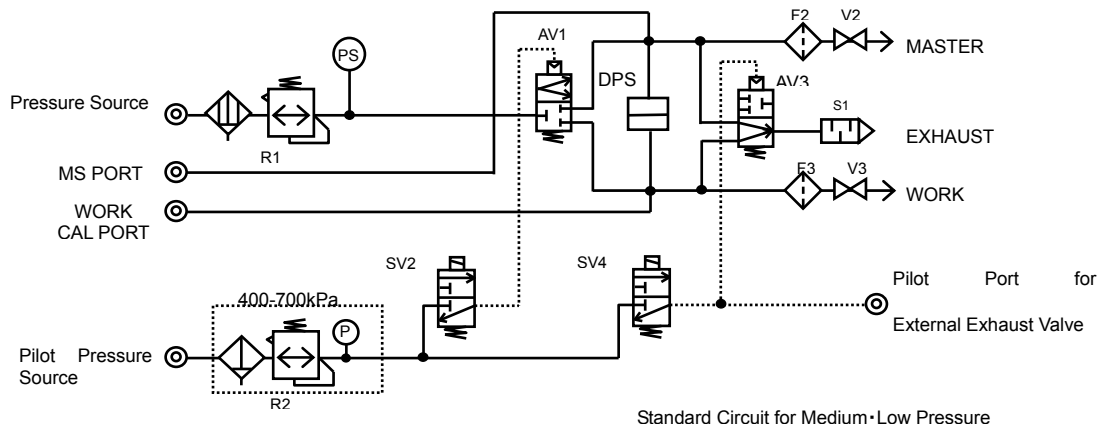 F2 V2
MASTER
AV1
PS
DPS
AV3
Pressure Source
S1
EXHAUST
R1
MS PORT
F3 V3
WORK
WORK
CAL PORT
SV2
SV4
Pilot Port for
External Exhaust Valve
400-700kPa
P
Pilot Pressure
Source
R2
Standard Circuit for Medium･Low Pressure